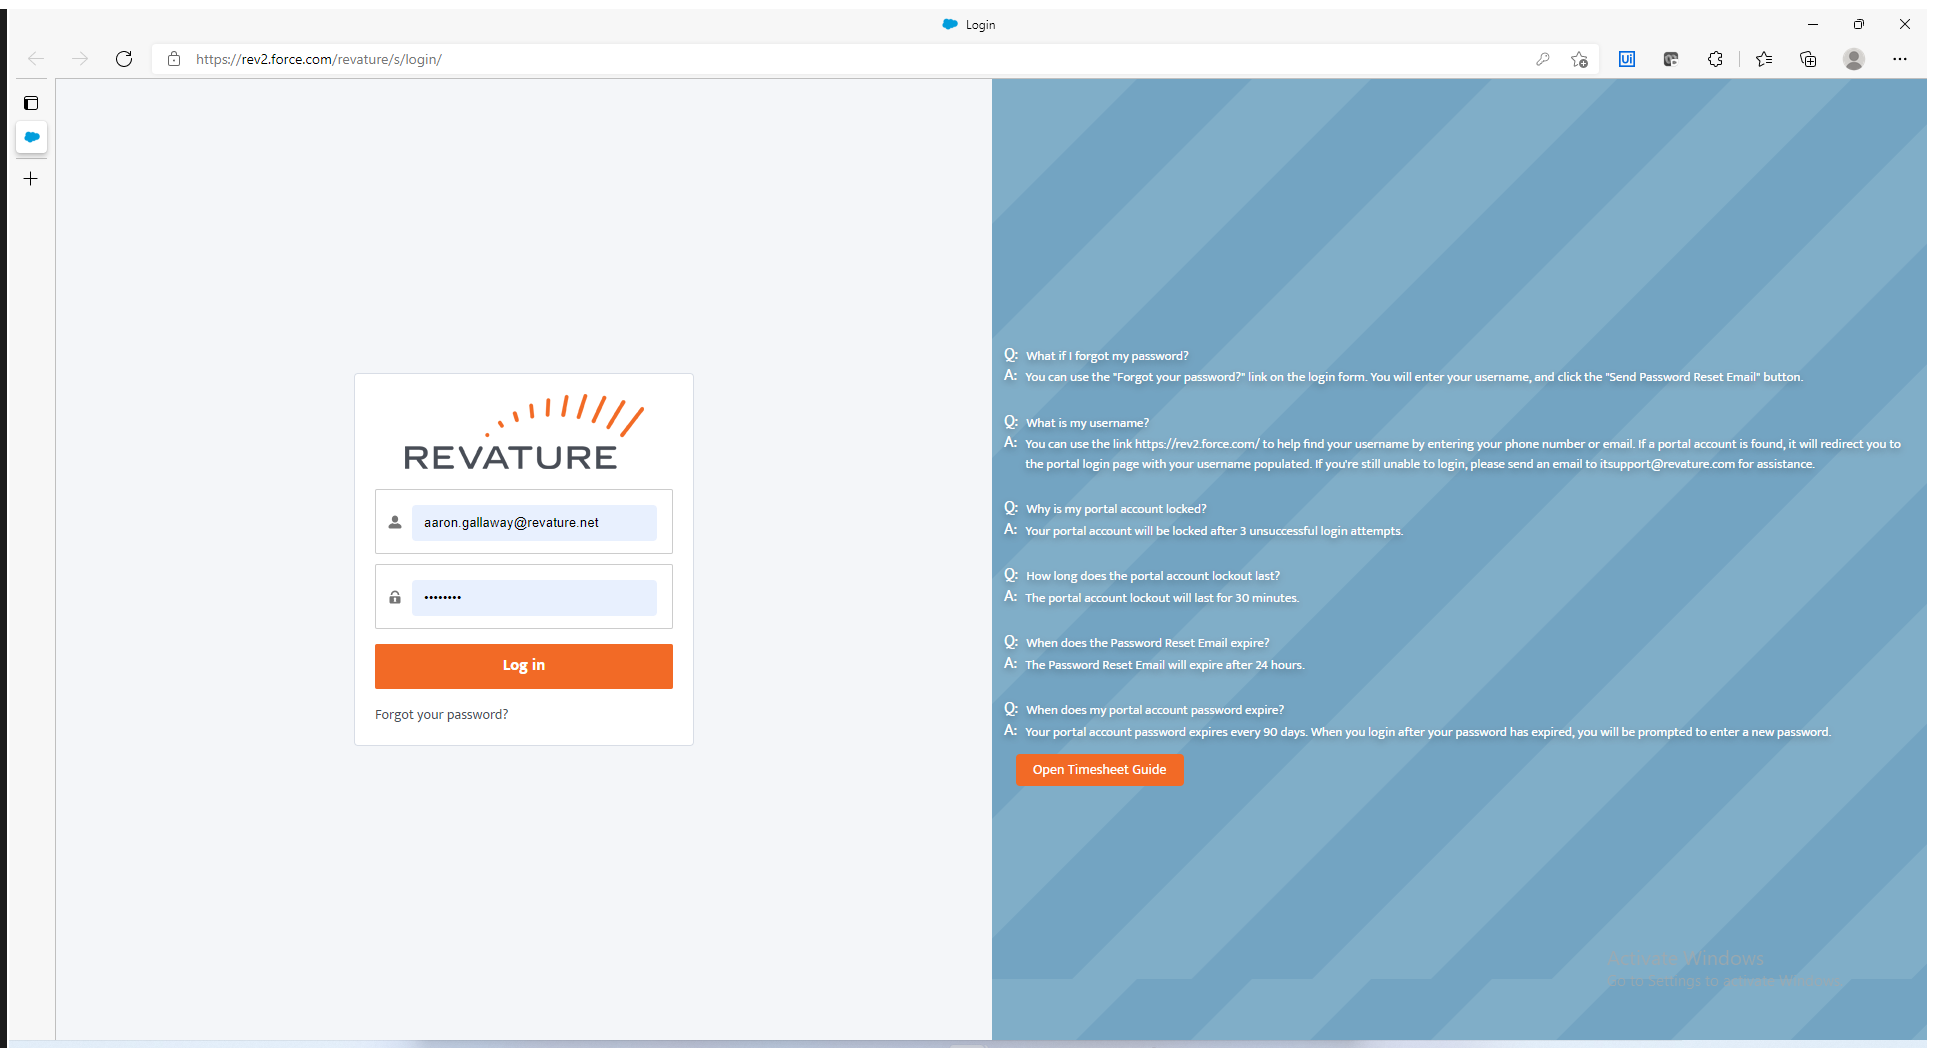 Login
https://rev2.force.com/revature/s/login/
REVATURE
aaron.gallaway@revature.net
••••••••
Log in
Forgot your password?
Q: What if I forgot my password?
A: You can use the "Forgot your password?" link on the login form. You will enter your username, and click the "Send Password Reset Email" button.
Q: What is my username?
A: You can use the link https://rev2.force.com/ to help find your username by entering your phone number or email. If a portal account is found, it will redirect you to
the portal login page with your username populated. If you're still unable to login, please send an email to itsupport@revature.com for assistance.
Q: Why is my portal account locked?
A: Your portal account will be locked after 3 unsuccessful login attempts.
Q: How long does the portal account lockout last?
A: The portal account lockout will last for 30 minutes.
Q: When does the Password Reset Email expire?
A: The Password Reset Email will expire after 24 hours.
Q: When does my portal account password expire?
A: Your portal account password expires every 90 days. When you login after your password has expired, you will be prompted to enter a new password.
Open Timesheet Guide
Activate Windows
Go to Settings to activate Windows.